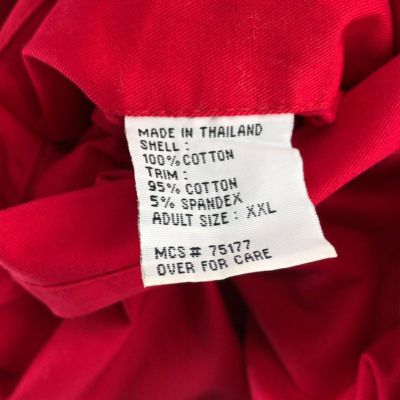 MADE IN THAILAND
SHELL :
100% COTTON
TRIM :
95% COTTON
5% SPANDEX
ADULT SIZE : XXL
MCS# 75177
OVER FOR CARE